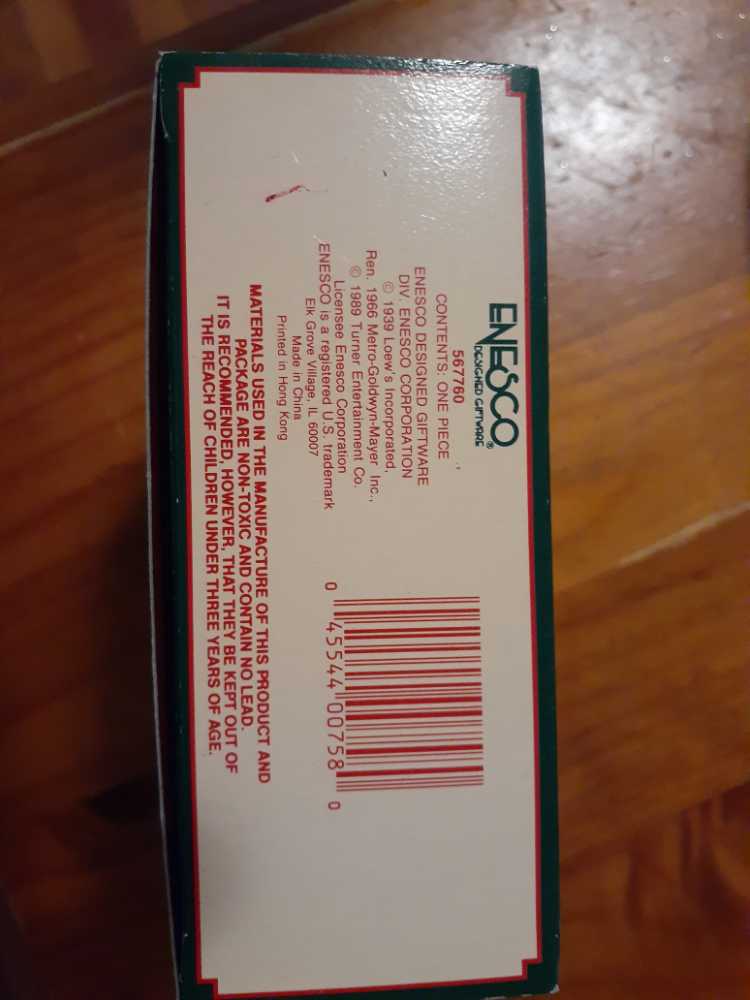 ENESCO®
DESIGNED GIFTWARE
567760
CONTENTS: ONE PIECE
ENESCO DESIGNED GIFTWARE
DIV. ENESCO CORPORATION
© 1939 Loew's Incorporated,
Ren. 1966 Metro-Goldwyn-Mayer Inc.,
© 1989 Turner Entertainment Co.
Licensee Enesco Corporation
ENESCO is a registered U.S. trademark
Elk Grove Village, IL 60007
Made in China
Printed in Hong Kong
0 45544 00758 0
MATERIALS USED IN THE MANUFACTURE OF THIS PRODUCT AND
PACKAGE ARE NON-TOXIC AND CONTAIN NO LEAD.
IT IS RECOMMENDED, HOWEVER, THAT THEY BE KEPT OUT OF
THE REACH OF CHILDREN UNDER THREE YEARS OF AGE.